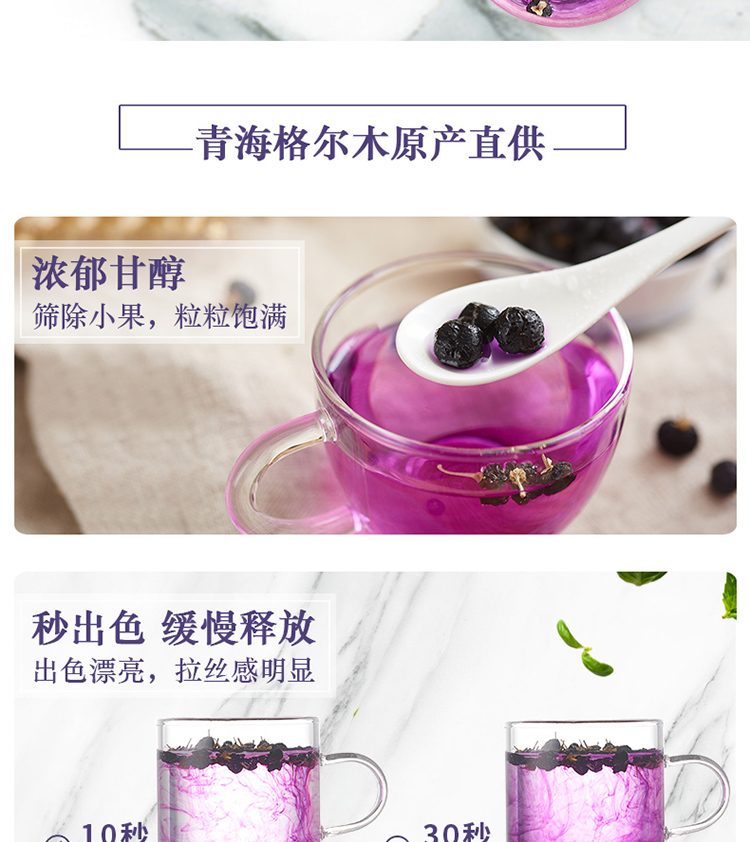 青海格尔木原产直供
浓郁甘醇
筛除小果，粒粒饱满
秒出色 缓慢释放
出色漂亮，拉丝感明显
10秒
30秒